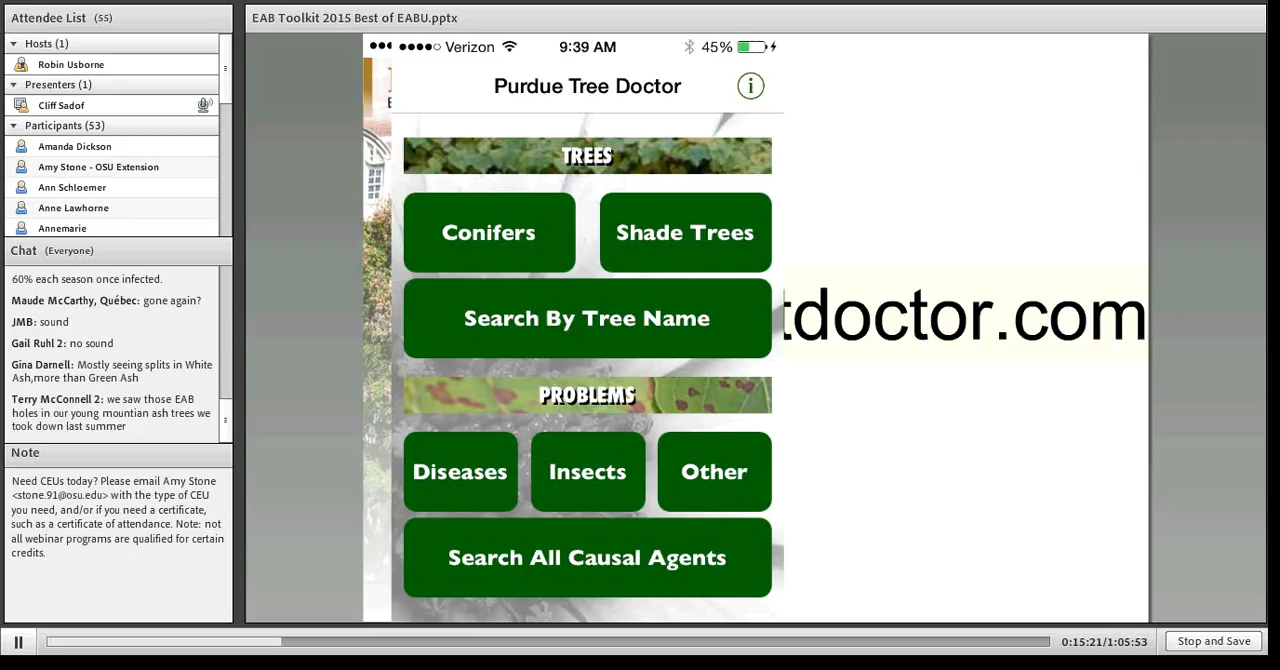 Attendee List (55)
Hosts (1)
Robin Usborne
Presenters (1)
Cliff Sadof
Participants (53)
Amanda Dickson
Amy Stone - OSU Extension
Ann Schloemer
Anne Lawhorne
Annemarie
Chat (Everyone)
60% each season once infected.
Maude McCarthy, Québec: gone again?
JMB: sound
Gail Ruhl 2: no sound
Gina Darnell: Mostly seeing splits in White
Ash,more than Green Ash
Terry McConnell 2: we saw those EAB
holes in our young mountian ash trees we
took down last summer
Note
Need CEUs today? Please email Amy Stone
<stone.91@osu.edu> with the type of CEU
you need, and/or if you need a certificate,
such as a certificate of attendance. Note: not
all webinar programs are qualified for certain
credits.
EAB Toolkit 2015 Best of EABU.pptx
Verizon 9:39 AM 45%
Purdue Tree Doctor
TREES
Conifers Shade Trees
Search By Tree Name
tdoctor.com
PROBLEMS
Diseases Insects Other
Search All Causal Agents
0:15:21/1:05:53 Stop and Save